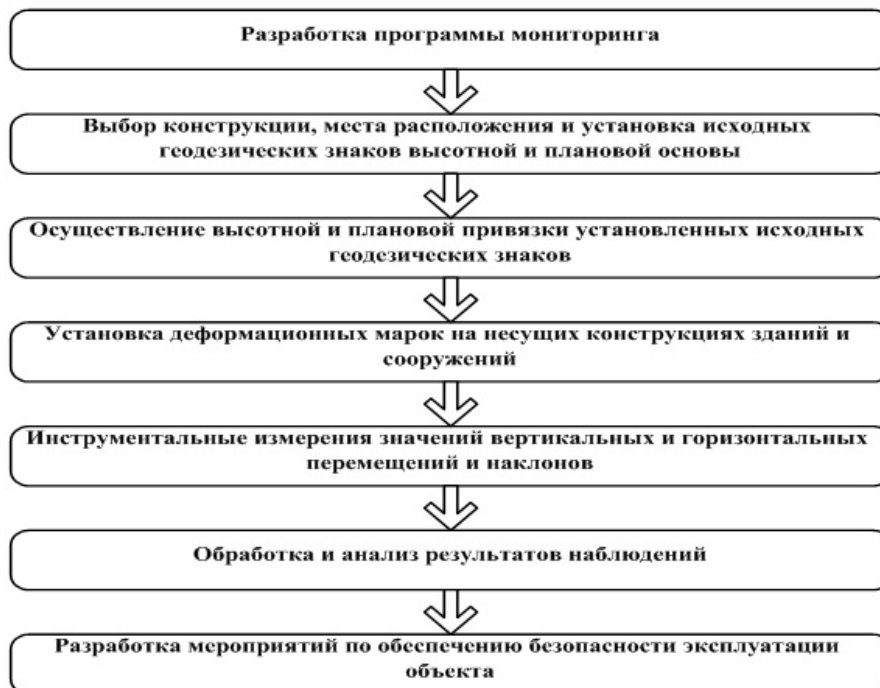 Разработка программы мониторинга
Выбор конструкции, места расположения и установка исходных
геодезических знаков высотной и плановой основы
Осуществление высотной и плановой привязки установленных исходных
геодезических знаков
Установка деформационных марок на несущих конструкциях зданий и
сооружений
Инструментальные измерения значений вертикальных и горизонтальных
перемещений и наклонов
Обработка и анализ результатов наблюдений
Разработка мероприятий по обеспечению безопасности эксплуатации
объекта